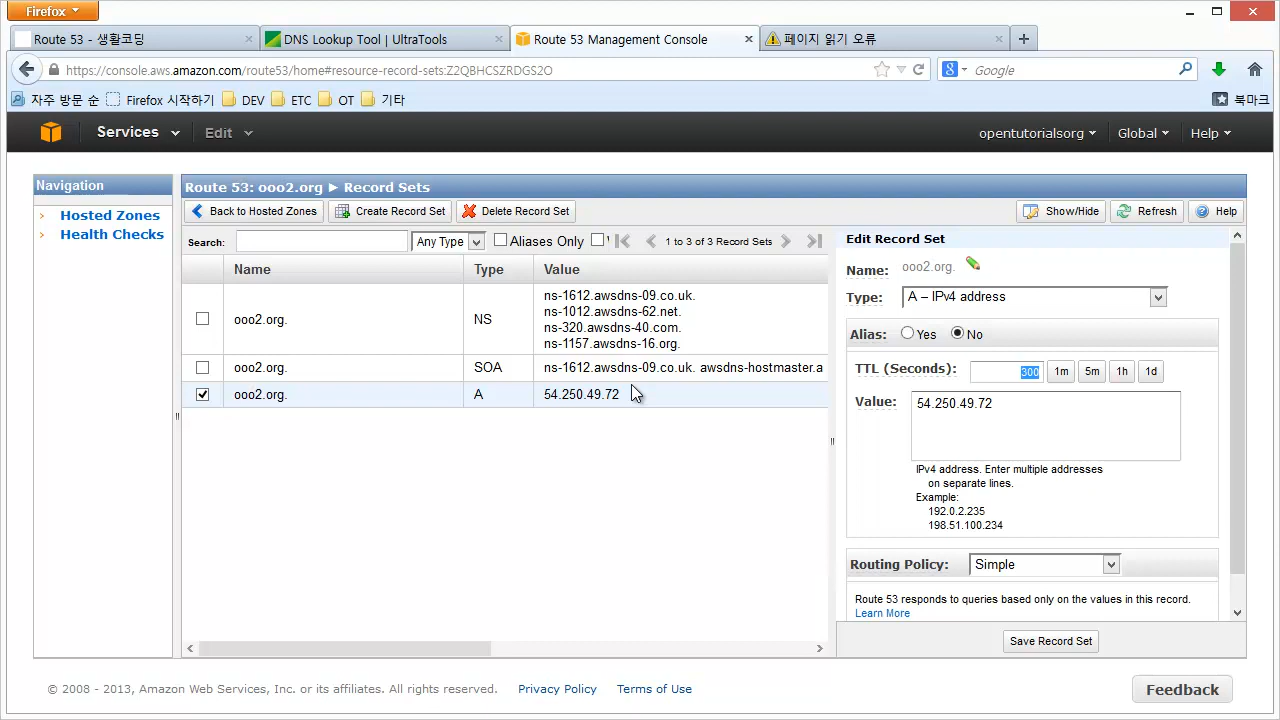 Firefox
Route 53 - 생활코딩
DNS Lookup Tool | UltraTools
Route 53 Management Console
페이지 읽기 오류
https://console.aws.amazon.com/route53/home#resource-record-sets:Z2QBHCSZRDGS2O
Google
자주 방문 순
Firefox 시작하기
DEV
ETC
OT
기타
북마크
Services
Edit
opentutorialsorg
Global
Help
Navigation
Hosted Zones
Health Checks
Route 53: ooo2.org ▶ Record Sets
Back to Hosted Zones
Create Record Set
Delete Record Set
Show/Hide
Refresh
Help
Search:
Any Type
Aliases Only
1 to 3 of 3 Record Sets
Name Type Value
ooo2.org. NS
ns-1612.awsdns-09.co.uk.
ns-1012.awsdns-62.net.
ns-320.awsdns-40.com.
ns-1157.awsdns-16.org.
ooo2.org. SOA ns-1612.awsdns-09.co.uk. awsdns-hostmaster.a
ooo2.org. A 54.250.49.72
Edit Record Set
Name: ooo2.org.
Type: A – IPv4 address
Alias: Yes No
TTL (Seconds): 300 1m 5m 1h 1d
Value: 54.250.49.72
IPv4 address. Enter multiple addresses
on separate lines.
Example:
192.0.2.235
198.51.100.234
Routing Policy: Simple
Route 53 responds to queries based only on the values in this record.
Learn More
Save Record Set
© 2008 - 2013, Amazon Web Services, Inc. or its affiliates. All rights reserved.
Privacy Policy
Terms of Use
Feedback